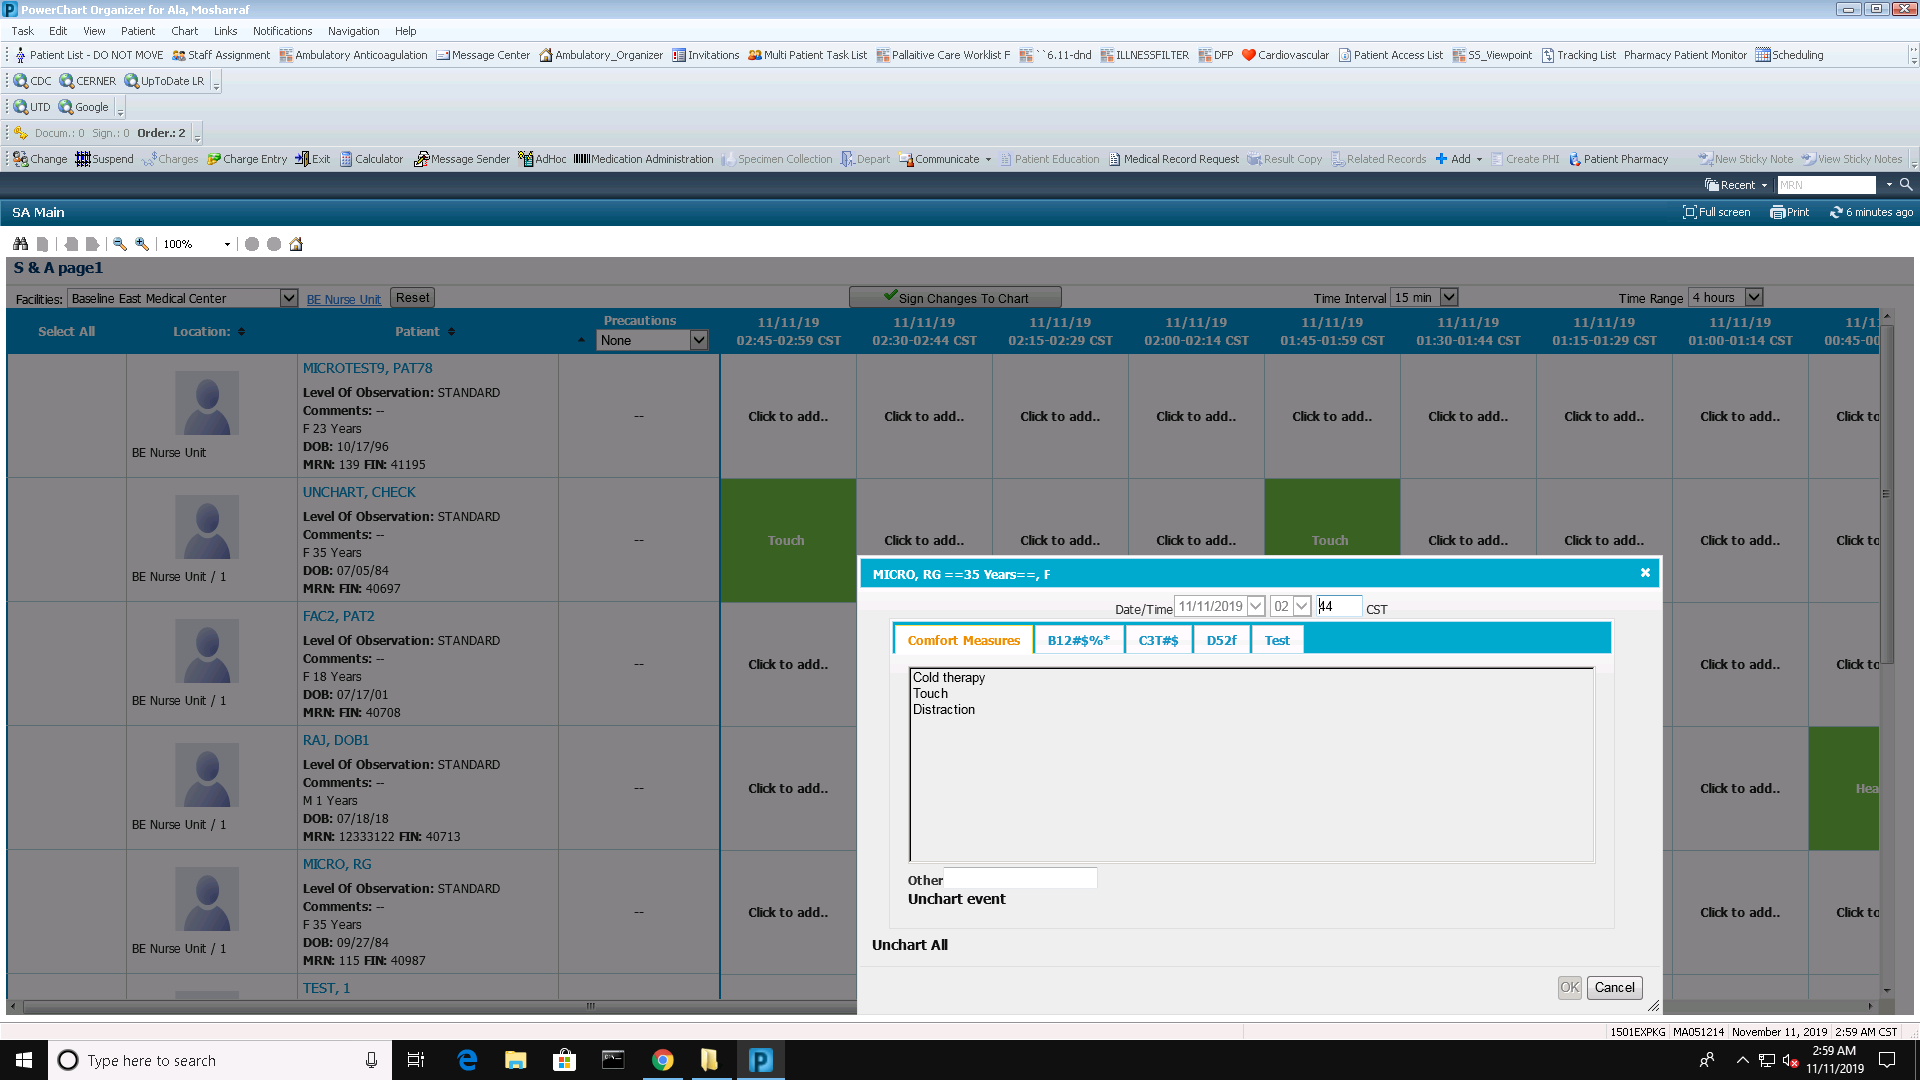 PowerChart Organizer for Ala, Mosharraf
Task Edit View Patient Chart Links Notifications Navigation Help
Patient List - DO NOT MOVE Staff Assignment Ambulatory Anticoagulation Message Center Ambulatory_Organizer Invitations Multi Patient Task List Pallaitive Care Worklist F ``6.11-dnd ILLNESSFILTER DFP Cardiovascular Patient Access List SS_Viewpoint Tracking List Pharmacy Patient Monitor Scheduling
CDC CERNER UpToDate LR
UTD Google
Docum.: 0 Sign.: 0 Order.: 2
Change Suspend Charges Charge Entry Exit Calculator Message Sender AdHoc Medication Administration Specimen Collection Depart Communicate Patient Education Medical Record Request Result Copy Related Records Add Create PHI Patient Pharmacy New Sticky Note View Sticky Notes
Recent MRN
SA Main Full screen Print 6 minutes ago
100%
S & A page1
Facilities: Baseline East Medical Center BE Nurse Unit Reset Sign Changes To Chart Time Interval 15 min Time Range 4 hours
Select All Location: Patient Precautions None
11/11/19 11/11/19 11/11/19 11/11/19 11/11/19 11/11/19 11/11/19 11/11/19 11/1
02:45-02:59 CST 02:30-02:44 CST 02:15-02:29 CST 02:00-02:14 CST 01:45-01:59 CST 01:30-01:44 CST 01:15-01:29 CST 01:00-01:14 CST 00:45-00
MICROTEST9, PAT78
Level Of Observation: STANDARD
Comments: --
F 23 Years
DOB: 10/17/96
MRN: 139 FIN: 41195
BE Nurse Unit
-- Click to add.. Click to add.. Click to add.. Click to add.. Click to add.. Click to add.. Click to add.. Click to add.. Click to
UNCHART, CHECK
Level Of Observation: STANDARD
Comments: --
F 35 Years
DOB: 07/05/84
MRN: FIN: 40697
BE Nurse Unit / 1
-- Touch Click to add.. Click to add.. Click to add.. Touch Click to add.. Click to add.. Click to add.. Click to
FAC2, PAT2
Level Of Observation: STANDARD
Comments: --
F 18 Years
DOB: 07/17/01
MRN: FIN: 40708
BE Nurse Unit / 1
-- Click to add.. Click to add.. Click to
RAJ, DOB1
Level Of Observation: STANDARD
Comments: --
M 1 Years
DOB: 07/18/18
MRN: 12333122 FIN: 40713
BE Nurse Unit / 1
-- Click to add.. Click to add.. Hea
MICRO, RG
Level Of Observation: STANDARD
Comments: --
F 35 Years
DOB: 09/27/84
MRN: 115 FIN: 40987
BE Nurse Unit / 1
-- Click to add.. Click to add.. Click to
TEST, 1
MICRO, RG ==35 Years==, F
Date/Time 11/11/2019 02 44 CST
Comfort Measures B12#$%* C3T#$ D52f Test
Cold therapy
Touch
Distraction
Other
Unchart event
Unchart All
OK Cancel
1501EXPKG MA051214 November 11, 2019 2:59 AM CST
Type here to search
2:59 AM
11/11/2019